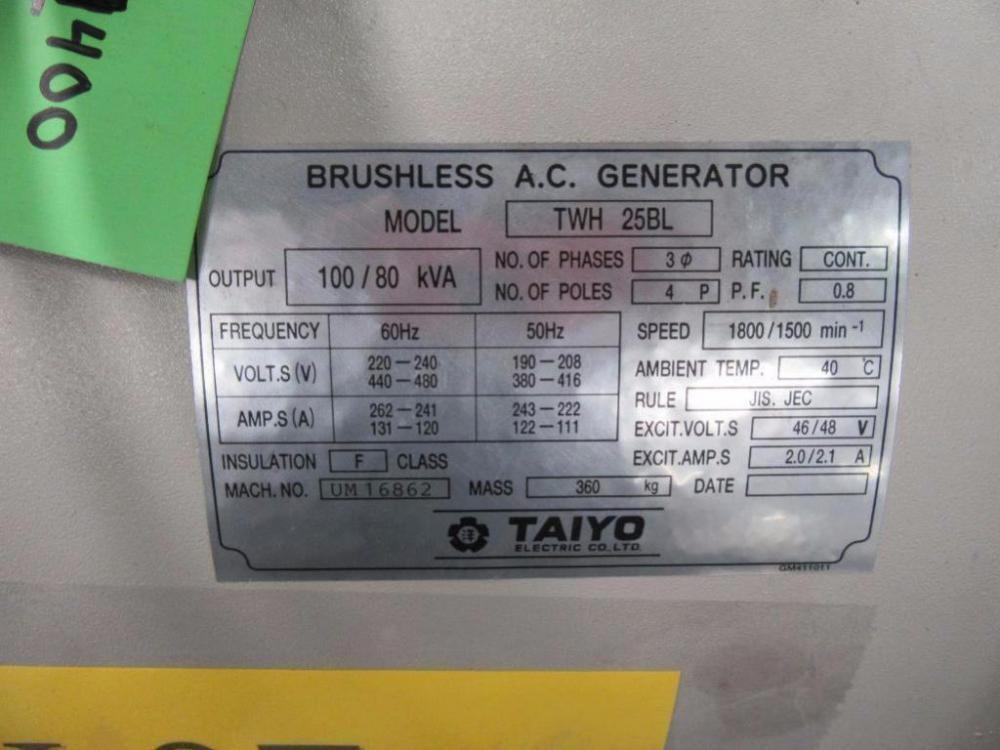 400
BRUSHLESS A.C. GENERATOR
MODEL TWH 25BL
OUTPUT 100/80 kVA
NO. OF PHASES 3φ RATING CONT.
NO. OF POLES 4 P P.F. 0.8
FREQUENCY 60Hz 50Hz
SPEED 1800/1500 min⁻¹
VOLT.S (V) 220-240 190-208
440-480 380-416
AMBIENT TEMP. 40 ℃
RULE JIS. JEC
AMP.S (A) 262-241 243-222
131-120 122-111
EXCIT.VOLT.S 46/48 V
INSULATION F CLASS
EXCIT.AMP.S 2.0/2.1 A
MACH. NO. UM16862 MASS 360 kg DATE
TAIYO
ELECTRIC CO.,LTD.
GM411011